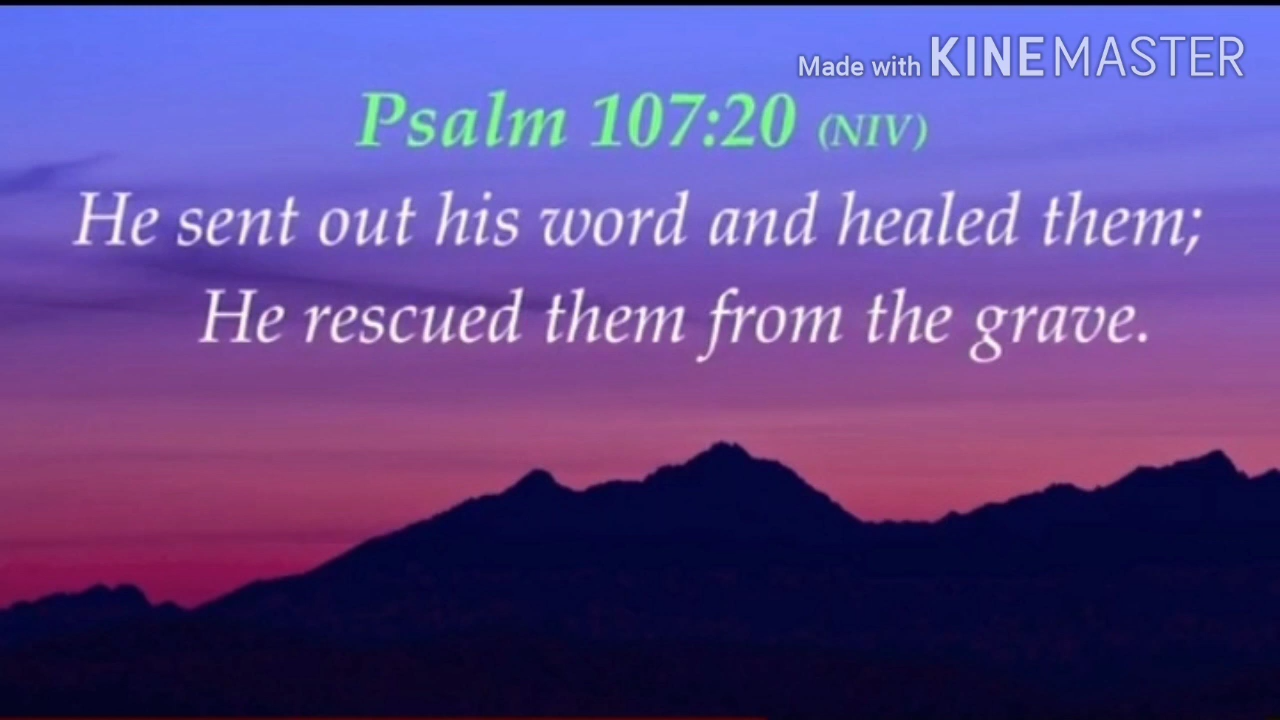 Made with KINEMASTER
Psalm 107:20 (NIV)
He sent out his word and healed them;
He rescued them from the grave.